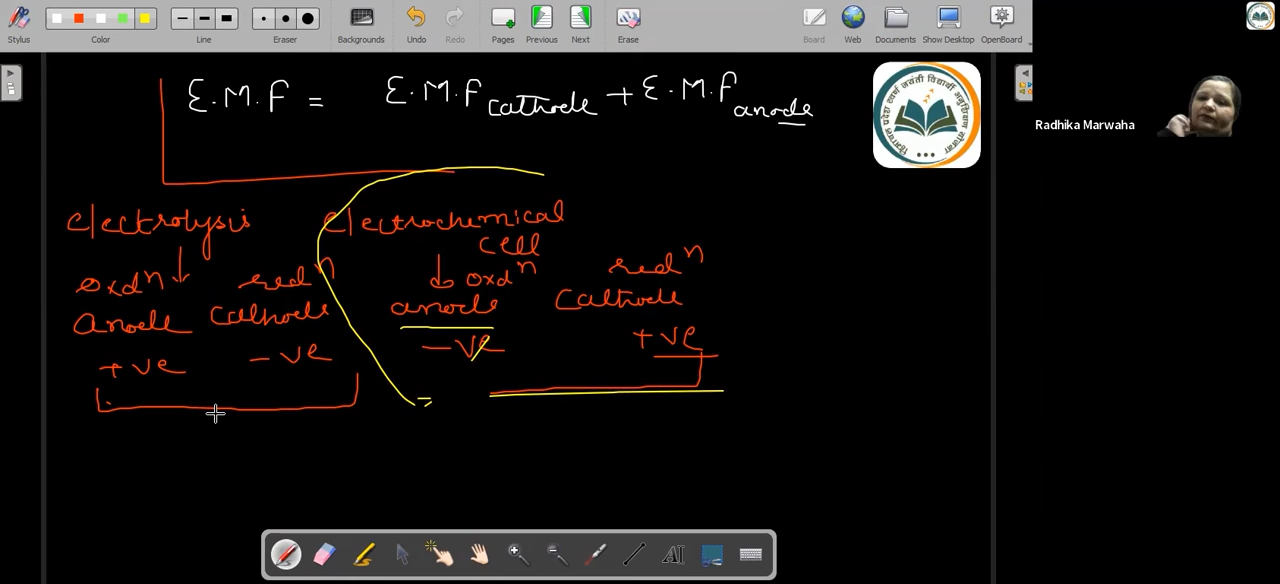 Stylus Color Line Eraser Backgrounds Undo Redo Pages Previous Next Erase Board Web Documents Show Desktop OpenBoard
E.M.F = E.M.F cathode + E.M.F anode
Radhika Marwaha
electrolysis electrochemical cell
oxdⁿ redⁿ oxdⁿ redⁿ
anode cathode anode cathode
+ve -ve -ve +ve
=
AI